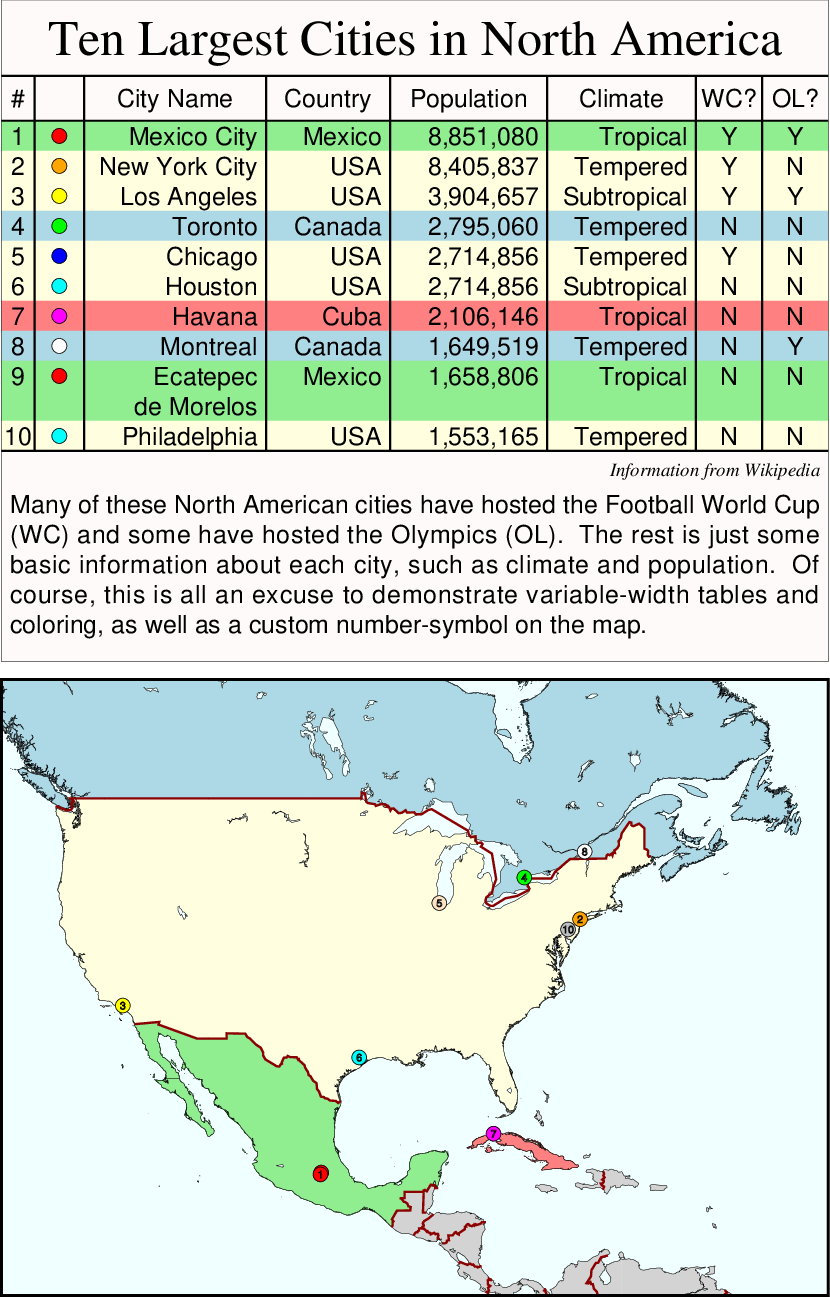 Ten Largest Cities in North America
# City Name Country Population Climate WC? OL?
1 Mexico City Mexico 8,851,080 Tropical Y Y
2 New York City USA 8,405,837 Tempered Y N
3 Los Angeles USA 3,904,657 Subtropical Y Y
4 Toronto Canada 2,795,060 Tempered N N
5 Chicago USA 2,714,856 Tempered Y N
6 Houston USA 2,714,856 Subtropical N N
7 Havana Cuba 2,106,146 Tropical N N
8 Montreal Canada 1,649,519 Tempered N Y
9 Ecatepec Mexico 1,658,806 Tropical N N
de Morelos
10 Philadelphia USA 1,553,165 Tempered N N
Information from Wikipedia
Many of these North American cities have hosted the Football World Cup
(WC) and some have hosted the Olympics (OL). The rest is just some
basic information about each city, such as climate and population. Of
course, this is all an excuse to demonstrate variable-width tables and
coloring, as well as a custom number-symbol on the map.
8
4
5
2
10
3
6
7
1